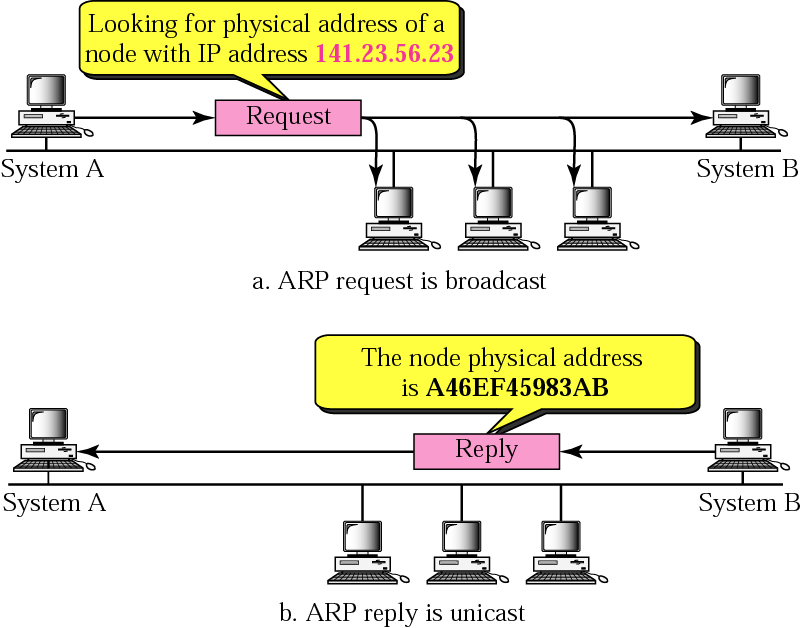 Looking for physical address of a
node with IP address 141.23.56.23
Request
System A
System B
a. ARP request is broadcast
The node physical address
is A46EF45983AB
Reply
System A
System B
b. ARP reply is unicast